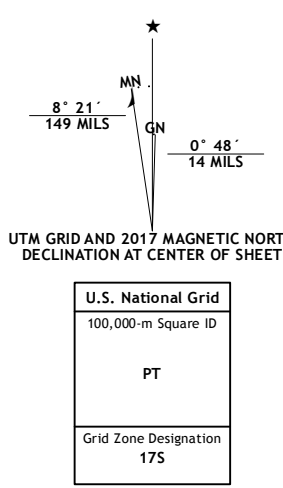 ★
MN
8° 21´
149 MILS
GN
0° 48´
14 MILS
UTM GRID AND 2017 MAGNETIC NORT
DECLINATION AT CENTER OF SHEET
U.S. National Grid
100,000-m Square ID
PT
Grid Zone Designation
17S